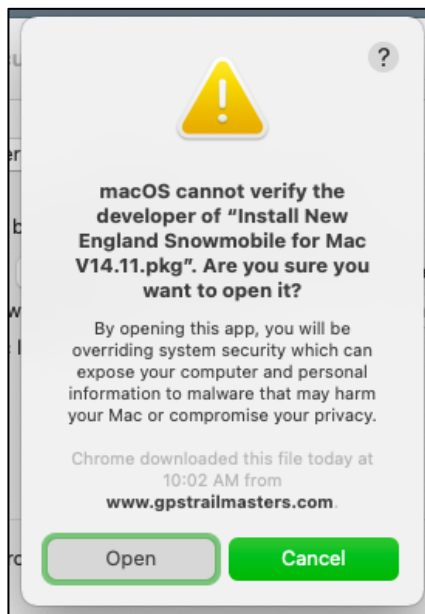 ?
macOS cannot verify the
developer of “Install New
England Snowmobile for Mac
V14.11.pkg”. Are you sure you
want to open it?
By opening this app, you will be
overriding system security which can
expose your computer and personal
information to malware that may harm
your Mac or compromise your privacy.
Chrome downloaded this file today at
10:02 AM from
www.gpstrailmasters.com.
Open
Cancel